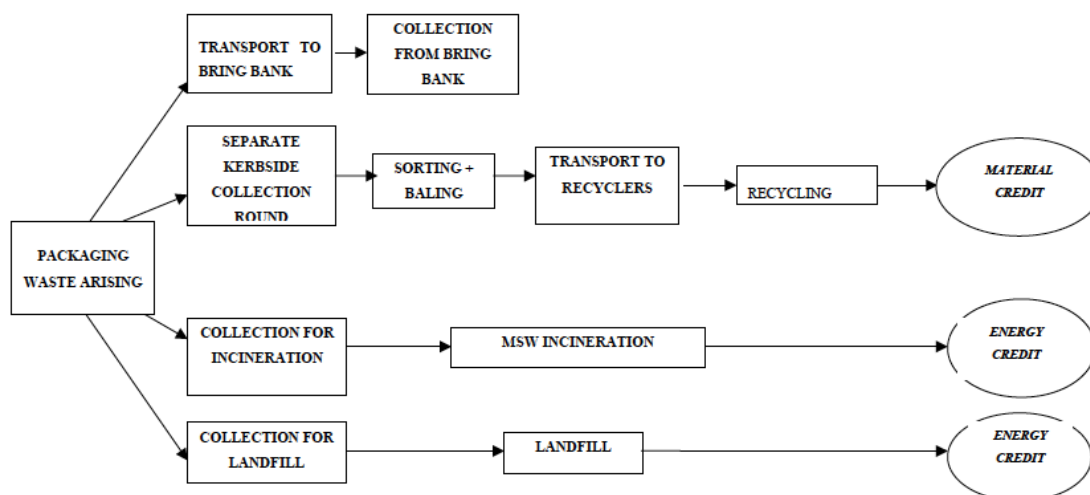 TRANSPORT TO
BRING BANK
COLLECTION
FROM BRING
BANK
SEPARATE
KERBSIDE
COLLECTION
ROUND
SORTING +
BALING
TRANSPORT TO
RECYCLERS
RECYCLING
MATERIAL
CREDIT
PACKAGING
WASTE ARISING
COLLECTION FOR
INCINERATION
MSW INCINERATION
ENERGY
CREDIT
COLLECTION FOR
LANDFILL
LANDFILL
ENERGY
CREDIT